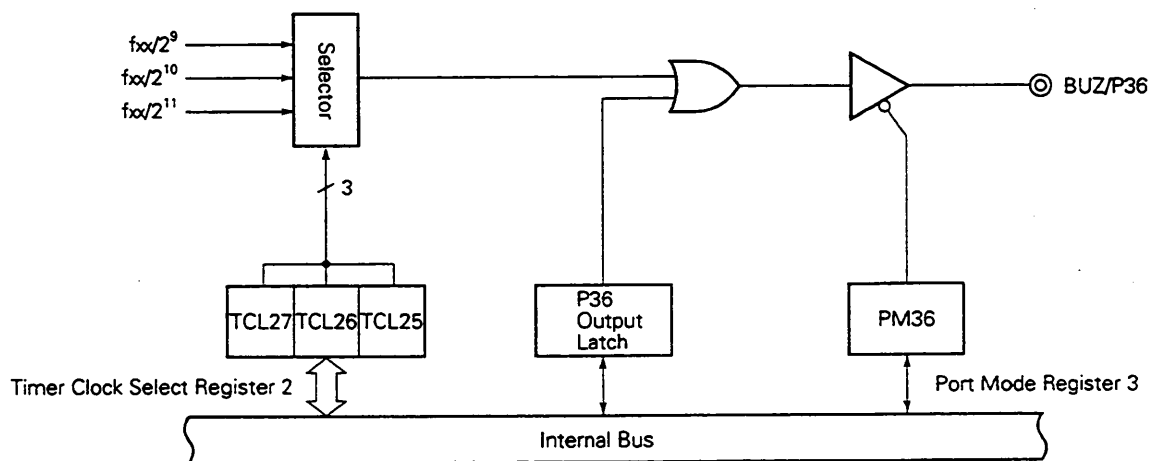 fxx/2⁹
fxx/2¹⁰
fxx/2¹¹
Selector
BUZ/P36
3
TCL27 TCL26 TCL25
P36
Output
Latch
PM36
Timer Clock Select Register 2
Port Mode Register 3
Internal Bus